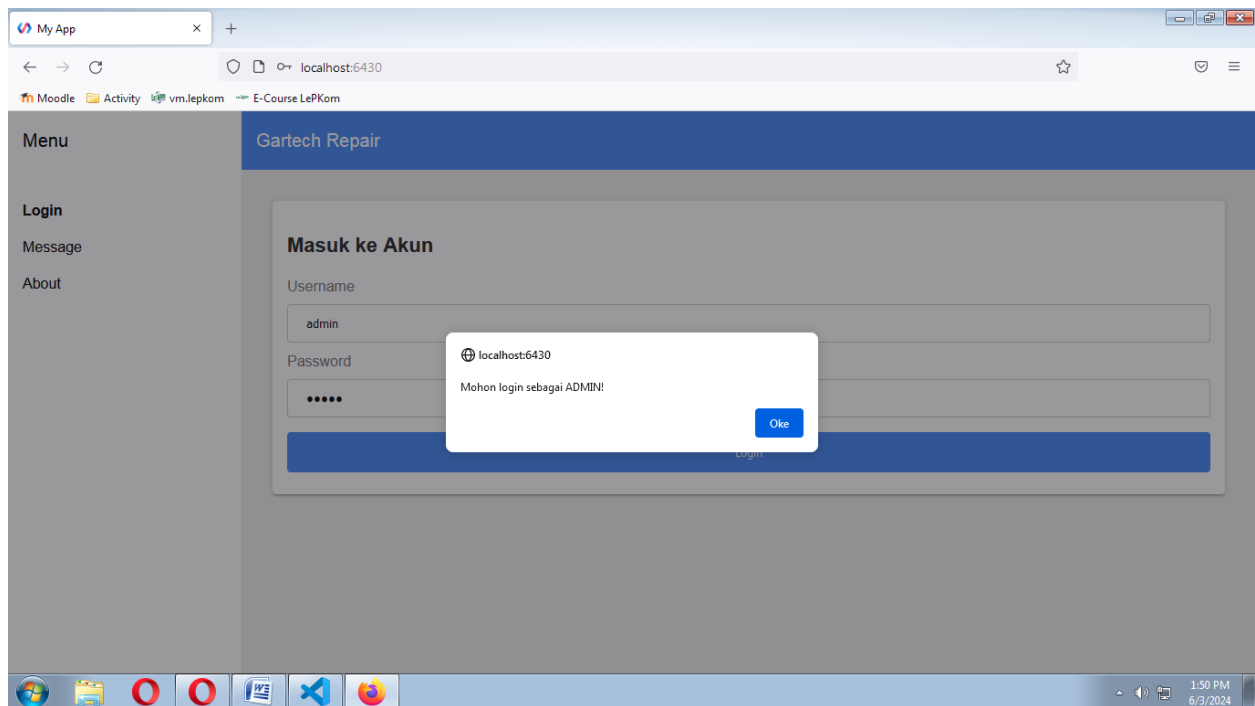 My App
localhost:6430
Moodle Activity vm.lepkom E-Course LePKom
Menu
Gartech Repair
Login
Message
About
Masuk ke Akun
Username
admin
Password
•••••
localhost:6430
Mohon login sebagai ADMIN!
Oke
Login
1:50 PM
6/3/2024